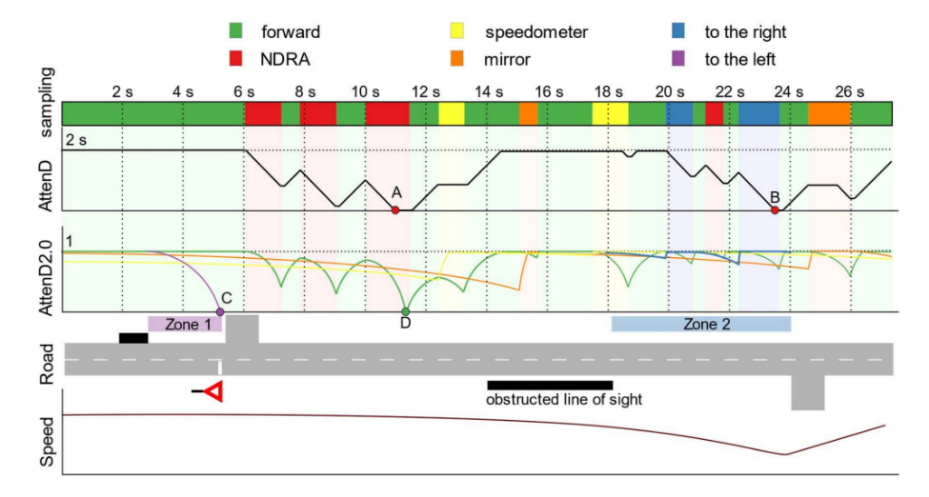 forward speedometer to the right
NDRA mirror to the left
2 s 4 s 6 s 8 s 10 s 12 s 14 s 16 s 18 s 20 s 22 s 24 s 26 s
sampling
2 s
AttenD
A
B
1
AttenD2.0
C
D
Zone 1
Zone 2
Road
obstructed line of sight
Speed